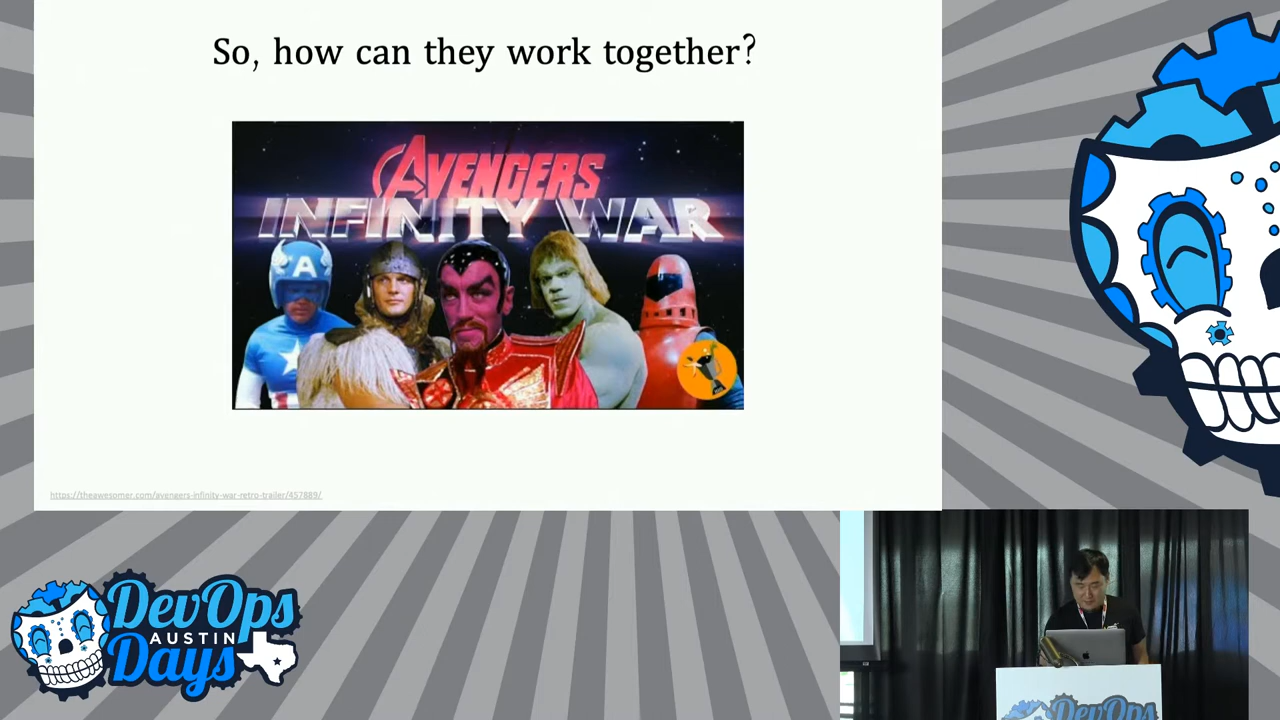 So, how can they work together?
AVENGERS
INFINITY WAR
A
https://theawesomer.com/avengers-infinity-war-retro-trailer/457889/
DevOps
AUSTIN
Days
DevOps